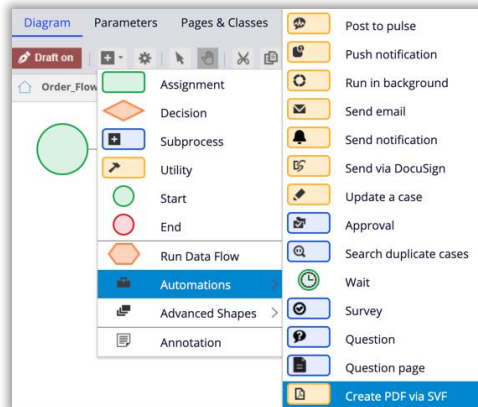 Diagram
Parameters
Pages & Classes
Draft on
Order_Flow
Assignment
Decision
Subprocess
Utility
Start
End
Run Data Flow
Automations
Advanced Shapes
Annotation
Post to pulse
Push notification
Run in background
Send email
Send notification
Send via DocuSign
Update a case
Approval
Search duplicate cases
Wait
Survey
Question
Question page
Create PDF via SVF